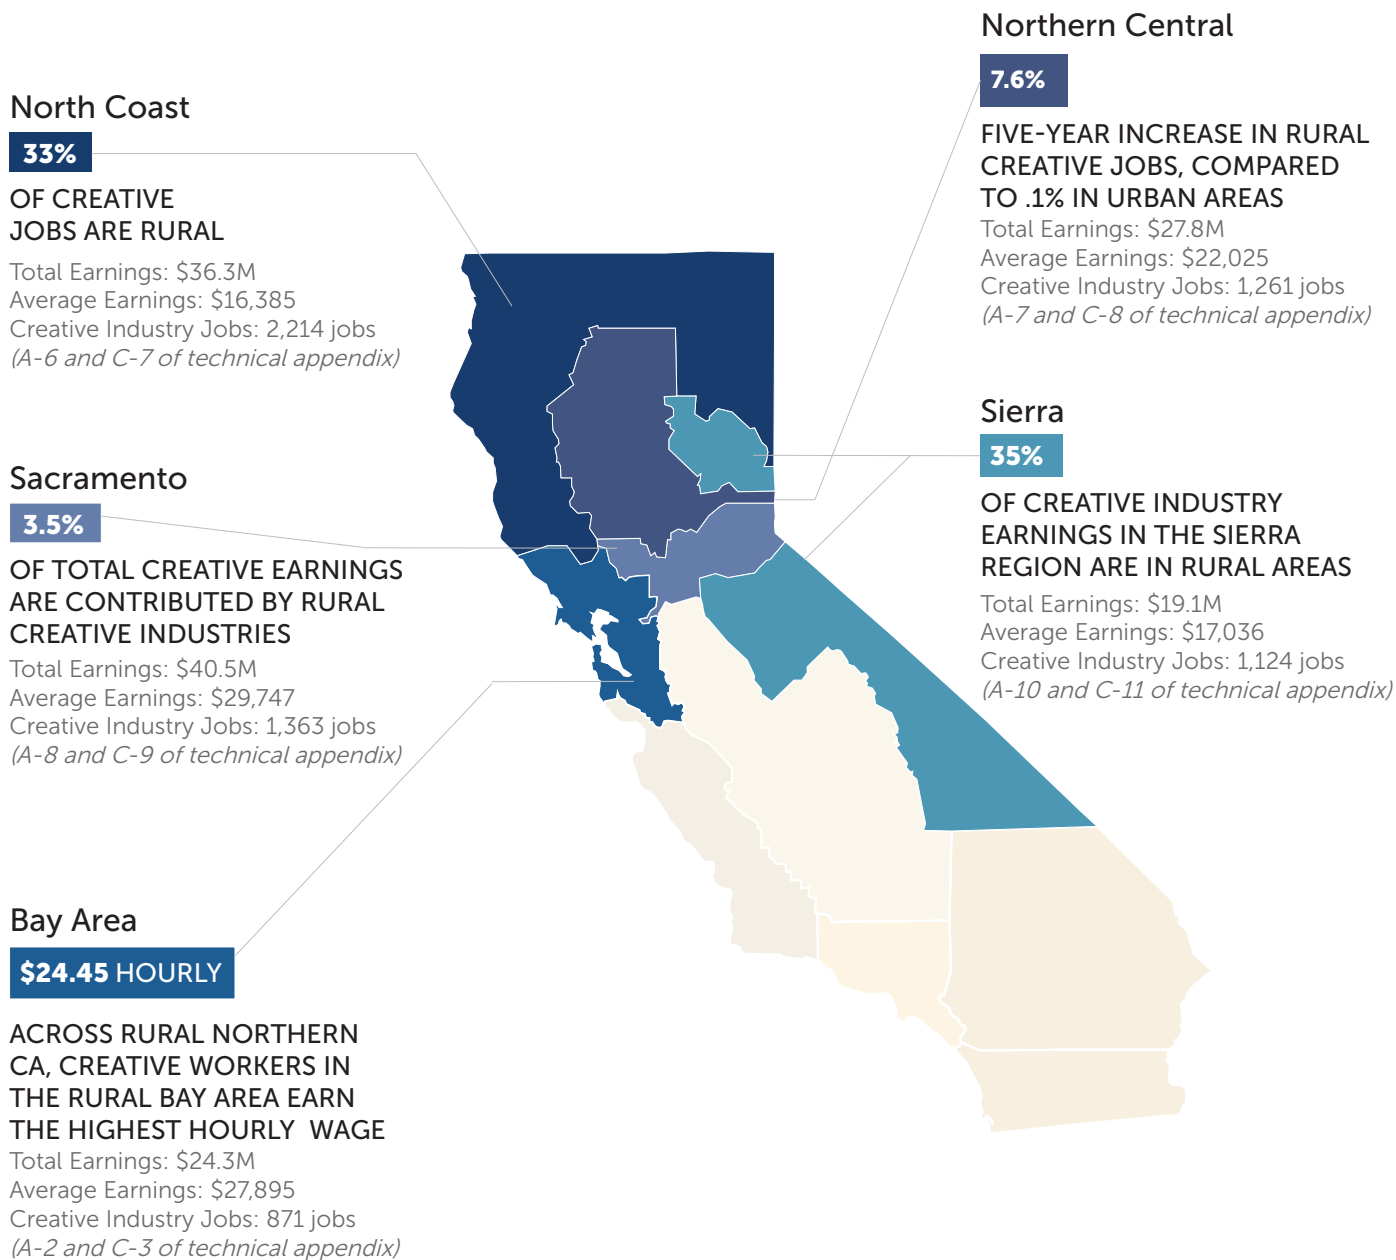 North Coast
33%
OF CREATIVE
JOBS ARE RURAL
Total Earnings: $36.3M
Average Earnings: $16,385
Creative Industry Jobs: 2,214 jobs
(A-6 and C-7 of technical appendix)
Sacramento
3.5%
OF TOTAL CREATIVE EARNINGS
ARE CONTRIBUTED BY RURAL
CREATIVE INDUSTRIES
Total Earnings: $40.5M
Average Earnings: $29,747
Creative Industry Jobs: 1,363 jobs
(A-8 and C-9 of technical appendix)
Bay Area
$24.45 HOURLY
ACROSS RURAL NORTHERN
CA, CREATIVE WORKERS IN
THE RURAL BAY AREA EARN
THE HIGHEST HOURLY WAGE
Total Earnings: $24.3M
Average Earnings: $27,895
Creative Industry Jobs: 871 jobs
(A-2 and C-3 of technical appendix)
Northern Central
7.6%
FIVE-YEAR INCREASE IN RURAL
CREATIVE JOBS, COMPARED
TO .1% IN URBAN AREAS
Total Earnings: $27.8M
Average Earnings: $22,025
Creative Industry Jobs: 1,261 jobs
(A-7 and C-8 of technical appendix)
Sierra
35%
OF CREATIVE INDUSTRY
EARNINGS IN THE SIERRA
REGION ARE IN RURAL AREAS
Total Earnings: $19.1M
Average Earnings: $17,036
Creative Industry Jobs: 1,124 jobs
(A-10 and C-11 of technical appendix)